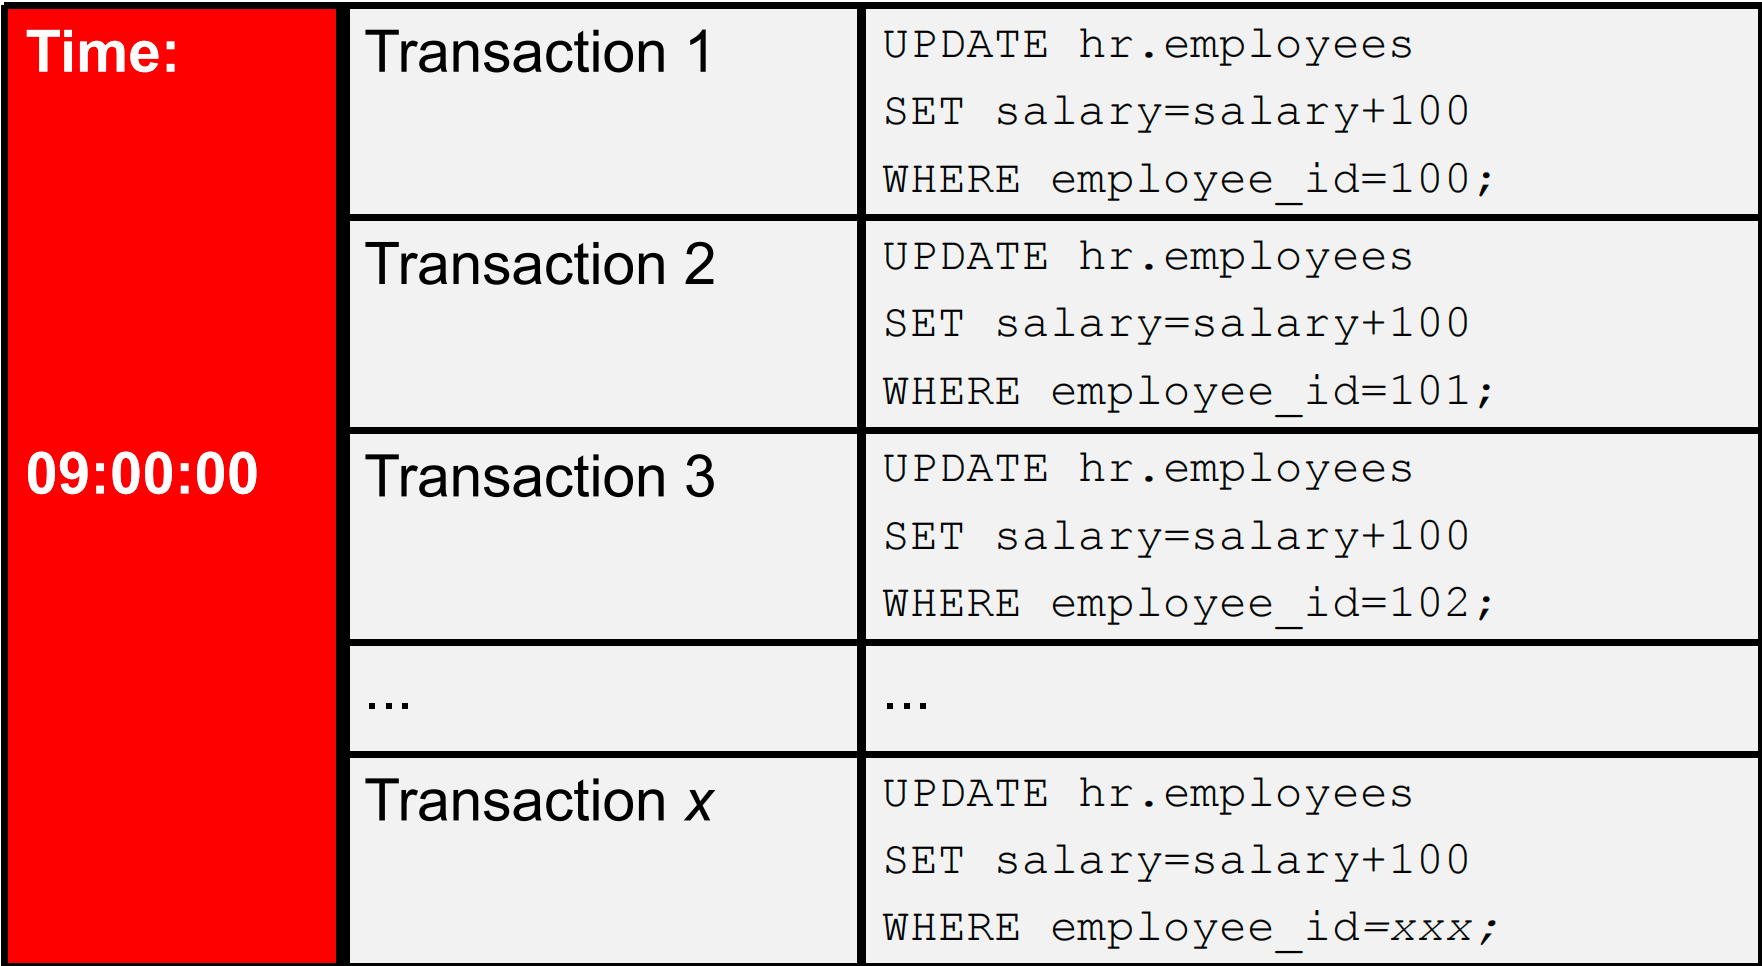 Time:
09:00:00
Transaction 1
UPDATE hr.employees
SET salary=salary+100
WHERE employee_id=100;
Transaction 2
UPDATE hr.employees
SET salary=salary+100
WHERE employee_id=101;
Transaction 3
UPDATE hr.employees
SET salary=salary+100
WHERE employee_id=102;
...
...
Transaction x
UPDATE hr.employees
SET salary=salary+100
WHERE employee_id=xxx;